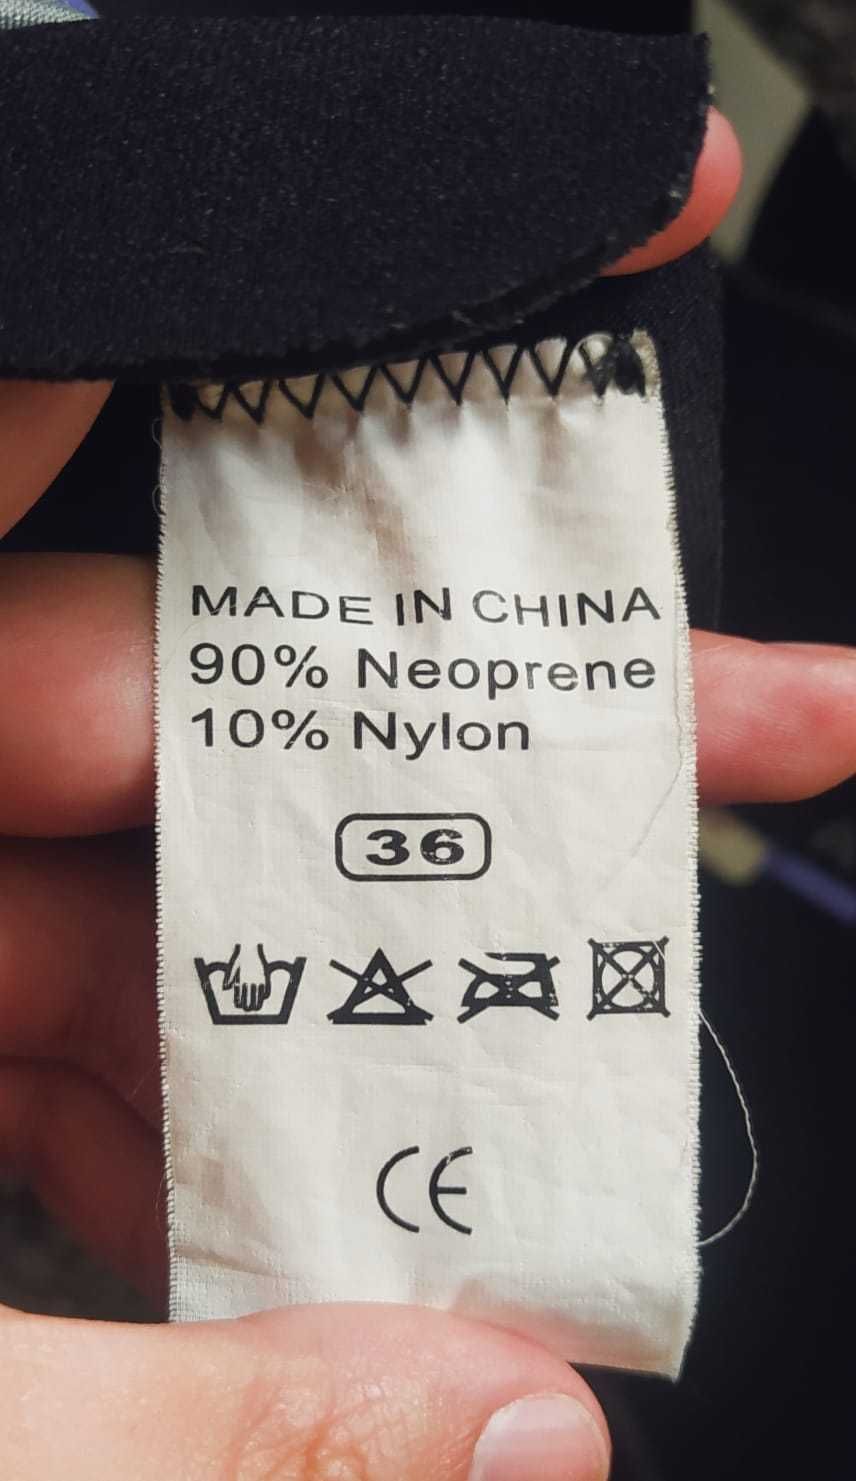 MADE IN CHINA
90% Neoprene
10% Nylon
36
CE